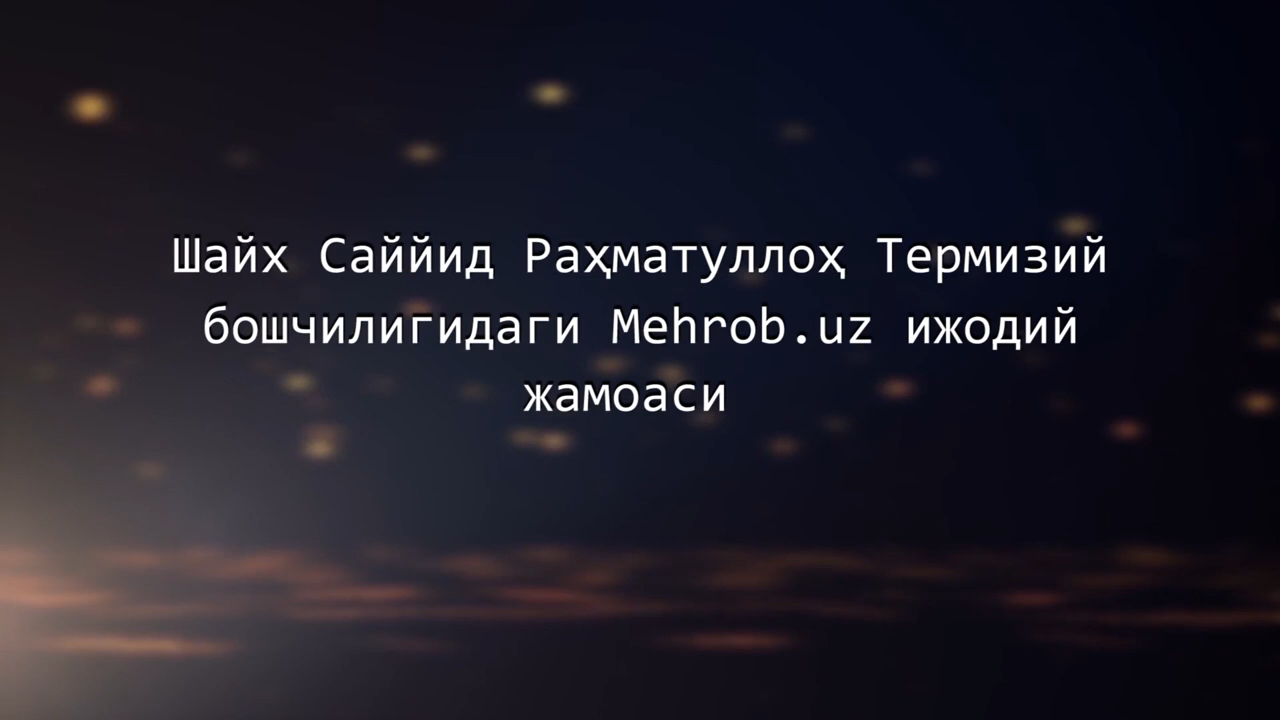 Шайх Саййид Раҳматуллоҳ Термизий
бошчилигидаги Mehrob.uz ижодий
жамоаси